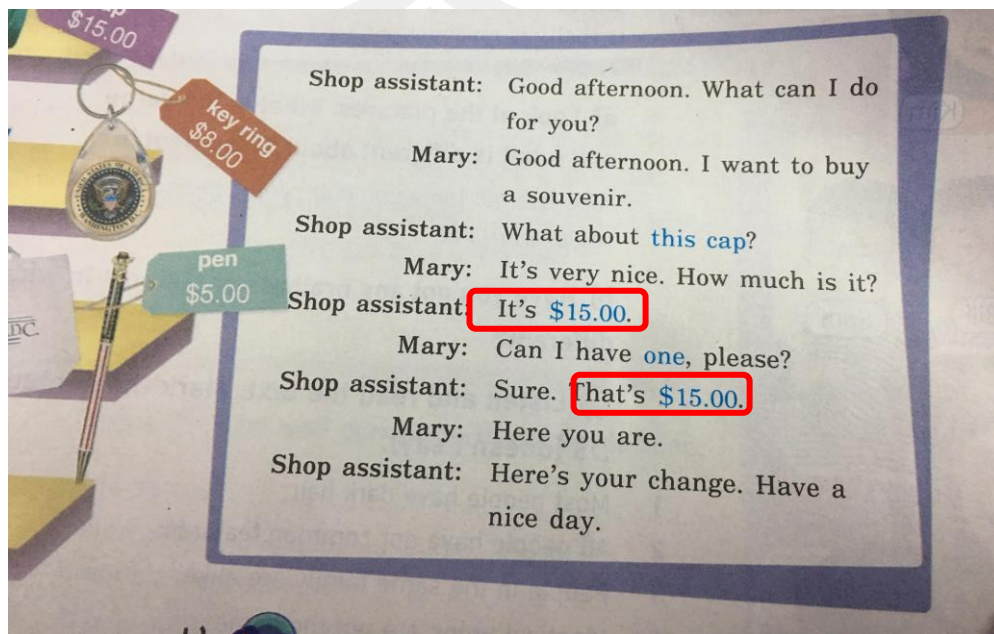 $15.00
key ring
$8.00
pen
$5.00
Shop assistant: Good afternoon. What can I do
for you?
Mary: Good afternoon. I want to buy
a souvenir.
Shop assistant: What about this cap?
Mary: It's very nice. How much is it?
Shop assistant: It's $15.00.
Mary: Can I have one, please?
Shop assistant: Sure. That's $15.00.
Mary: Here you are.
Shop assistant: Here's your change. Have a
nice day.